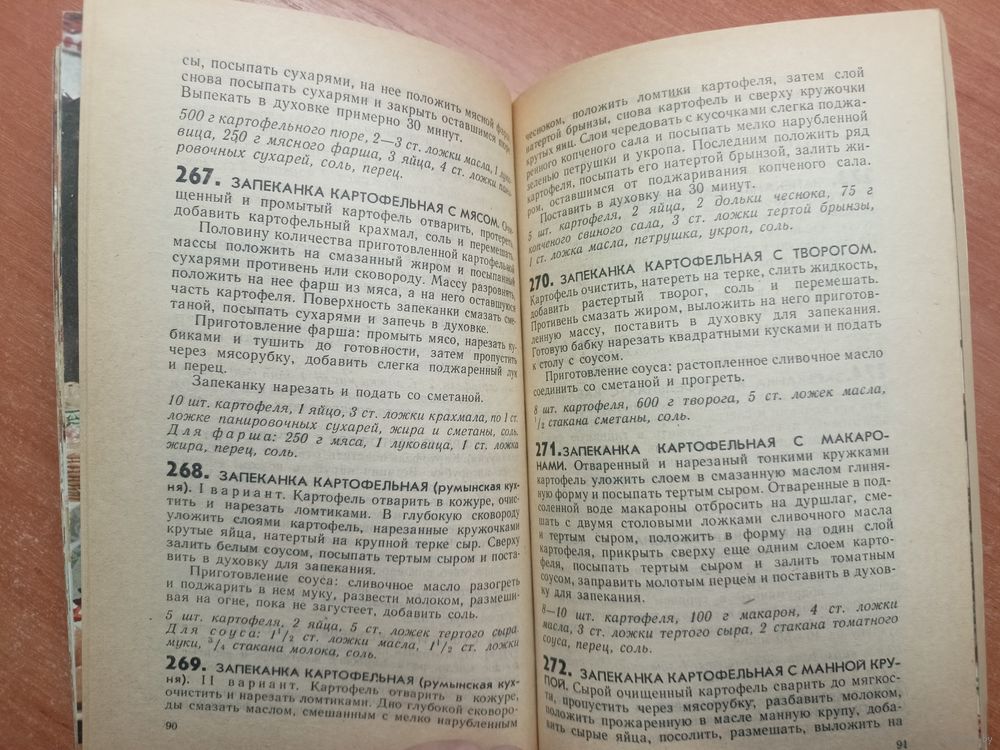 сы, посыпать сухарями, на нее положить мясной фарш,
снова посыпать сухарями и закрыть оставшимся пюре.
Выпекать в духовке примерно 30 минут.
500 г картофельного пюре, 2—3 ст. ложки масла, 1 луко-
вица, 250 г мясного фарша, 3 яйца, 4 ст. ложки пани-
ровочных сухарей, соль, перец.
267. ЗАПЕКАНКА КАРТОФЕЛЬНАЯ С МЯСОМ. Очи-
щенный и промытый картофель отварить, протереть,
добавить картофельный крахмал, соль и перемешать.
Половину количества приготовленной картофельной
массы положить на смазанный жиром и посыпанный
сухарями противень или сковороду. Массу разровнять,
положить на нее фарш из мяса, а на него оставшуюся
часть картофеля. Поверхность запеканки смазать сме-
таной, посыпать сухарями и запечь в духовке.
Приготовление фарша: промыть мясо, нарезать ку-
биками и тушить до готовности, затем пропустить
через мясорубку, добавить слегка поджаренный лук
и перец.
Запеканку нарезать и подать со сметаной.
10 шт. картофеля, 1 яйцо, 3 ст. ложки крахмала, по 1 ст.
ложке панировочных сухарей, жира и сметаны, соль.
Для фарша: 250 г мяса, 1 луковица, 1 ст. ложка
жира, перец, соль.
268. ЗАПЕКАНКА КАРТОФЕЛЬНАЯ (румынская кух-
ня). I вариант. Картофель отварить в кожуре, очис-
тить и нарезать ломтиками. В глубокую сковороду
уложить слоями картофель, нарезанные кружочками
крутые яйца, натертый на крупной терке сыр. Сверху
залить белым соусом, посыпать тертым сыром и поста-
вить в духовку для запекания.
Приготовление соуса: сливочное масло разогреть
и поджарить в нем муку, развести молоком, размеши-
вая на огне, пока не загустеет, добавить соль.
5 шт. картофеля, 2 яйца, 5 ст. ложек тертого сыра.
Для соуса: 1 1/2 ст. ложки масла, 1 1/2 ст. ложки
муки, 3/4 стакана молока, соль.
269. ЗАПЕКАНКА КАРТОФЕЛЬНАЯ (румынская кух-
ня). II вариант. Картофель отварить в кожуре,
очистить и нарезать ломтиками. Дно глубокой сковоро-
ды смазать маслом, смешанным с мелко нарубленным
90
чесноком, положить ломтики картофеля, затем слой
натертой брынзы, снова картофель и сверху кружочки
крутых яиц. Слои чередовать с кусочками слегка поджа-
ренного копченого сала и посыпать мелко нарубленной
зеленью петрушки и укропа. Последним положить ряд
картофеля, посыпать его натертой брынзой, залить жи-
ром, оставшимся от поджаривания копченого сала.
Поставить в духовку на 30 минут.
5 шт. картофеля, 2 яйца, 2 дольки чеснока, 75 г
копченого свиного сала, 3 ст. ложки тертой брынзы,
1 ст. ложка масла, петрушка, укроп, соль.
270. ЗАПЕКАНКА КАРТОФЕЛЬНАЯ С ТВОРОГОМ.
Картофель очистить, натереть на терке, слить жидкость,
добавить растертый творог, соль и перемешать.
Противень смазать жиром, выложить на него приготов-
ленную массу, поставить в духовку для запекания.
Готовую бабку нарезать квадратными кусками и подать
к столу с соусом.
Приготовление соуса: растопленное сливочное масло
соединить со сметаной и прогреть.
8 шт. картофеля, 600 г творога, 5 ст. ложек масла,
1/2 стакана сметаны, соль.
271. ЗАПЕКАНКА КАРТОФЕЛЬНАЯ С МАКАРО-
НАМИ. Отваренный и нарезаный тонкими кружками
картофель уложить слоем в смазанную маслом глиня-
ную форму и посыпать тертым сыром. Отваренные в под-
соленной воде макароны отбросить на дуршлаг, сме-
шать с двумя столовыми ложками сливочного масла
и тертым сыром, положить в форму на один слой
картофеля, прикрыть сверху еще одним слоем карто-
феля, посыпать тертым сыром и залить томатным
соусом, заправить молотым перцем и поставить в духов-
ку для запекания.
8—10 шт. картофеля, 100 г макарон, 4 ст. ложки
масла, 3 ст. ложки тертого сыра, 2 стакана томатного
соуса, перец, соль.
272. ЗАПЕКАНКА КАРТОФЕЛЬНАЯ С МАННОЙ КРУ-
ПОЙ. Сырой очищенный картофель сварить до мягкос-
ти, пропустить через мясорубку, разбавить молоком,
положить прожаренную в масле манную крупу, доба-
вить сырые яйца, посолить, размешать, выложить на
91